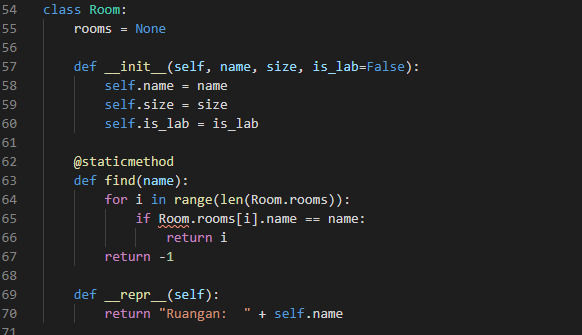 54 class Room:
55     rooms = None
56
57     def __init__(self, name, size, is_lab=False):
58         self.name = name
59         self.size = size
60         self.is_lab = is_lab
61
62     @staticmethod
63     def find(name):
64         for i in range(len(Room.rooms)):
65             if Room.rooms[i].name == name:
66                 return i
67         return -1
68
69     def __repr__(self):
70         return "Ruangan:  " + self.name
71